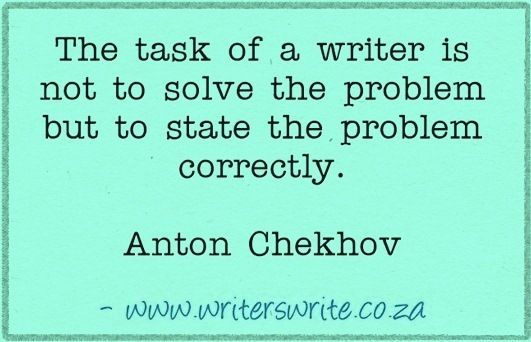 The task of a writer is
not to solve the problem
but to state the problem
correctly.
Anton Chekhov
- www.writerswrite.co.za